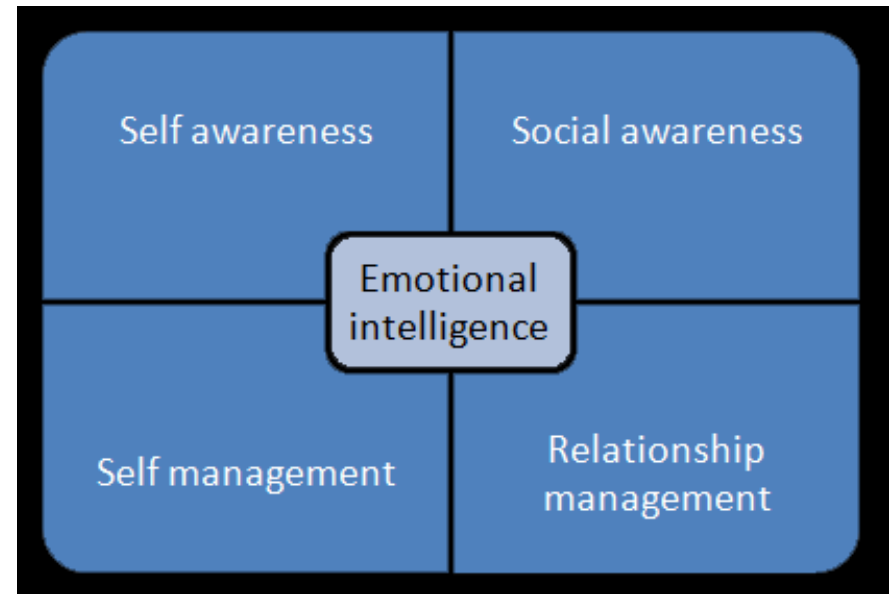 Self awareness
Social awareness
Emotional
intelligence
Self management
Relationship
management